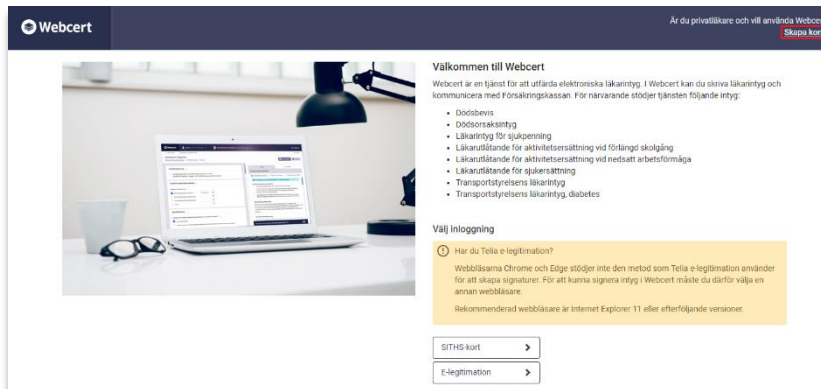 Webcert
Är du privatläkare och vill använda Webcert
Skapa kon
Välkommen till Webcert
Webcert är en tjänst för att utfärda elektroniska läkarintyg. I Webcert kan du skriva läkarintyg och
kommunicera med Försäkringskassan. För närvarande stödjer tjänsten följande intyg:
Dödsbevis
Dödsorsaksintyg
Läkarintyg för sjukpenning
Läkarutlåtande för aktivitetsersättning vid förlängd skolgång
Läkarutlåtande för aktivitetsersättning vid nedsatt arbetsförmåga
Läkarutlåtande för sjukersättning
Transportstyrelsens läkarintyg
Transportstyrelsens läkarintyg, diabetes
Välj inloggning
Har du Telia e-legitimation?
Webbläsarna Chrome och Edge stödjer inte den metod som Telia e-legitimation använder
för att skapa signaturer. För att kunna signera intyg i Webcert måste du därför välja en
annan webbläsare.
Rekommenderad webbläsare är Internet Explorer 11 eller efterföljande versioner.
SITHS-kort
E-legitimation